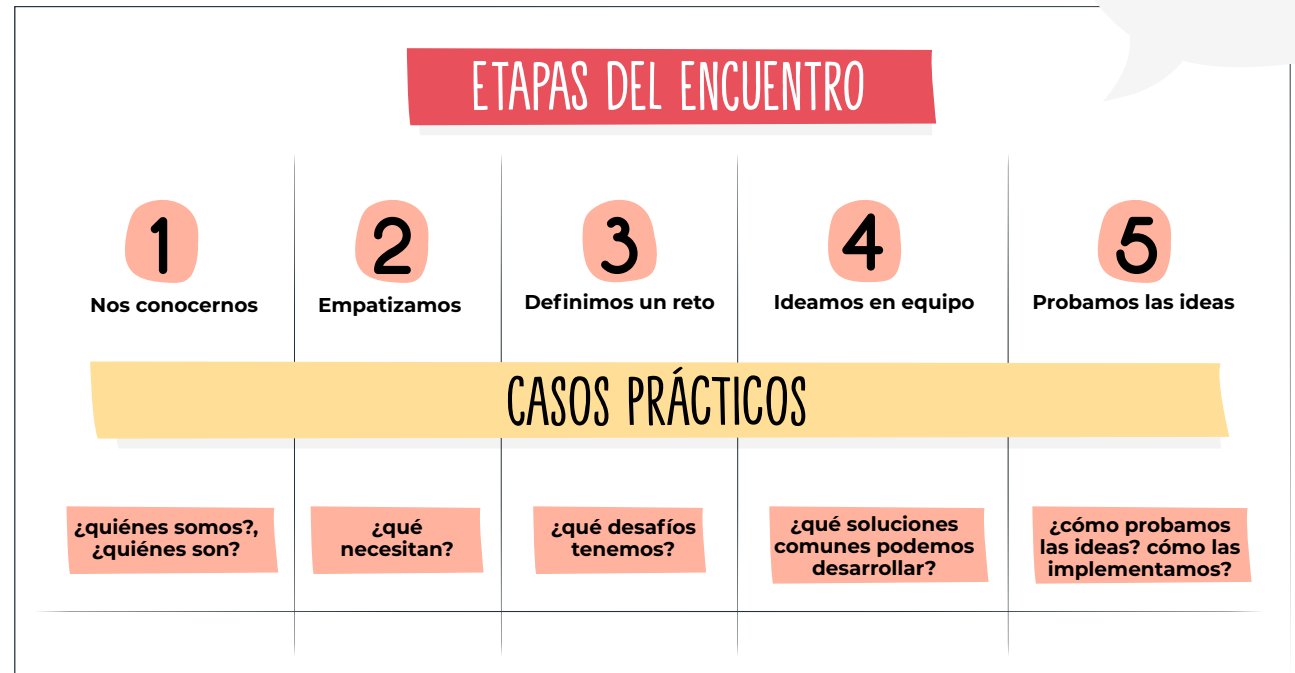 ETAPAS DEL ENCUENTRO
1
Nos conocernos
2
Empatizamos
3
Definimos un reto
4
Ideamos en equipo
5
Probamos las ideas
CASOS PRÁCTICOS
¿quiénes somos?,
¿quiénes son?
¿qué
necesitan?
¿qué desafíos
tenemos?
¿qué soluciones
comunes podemos
desarrollar?
¿cómo probamos
las ideas? cómo las
implementamos?